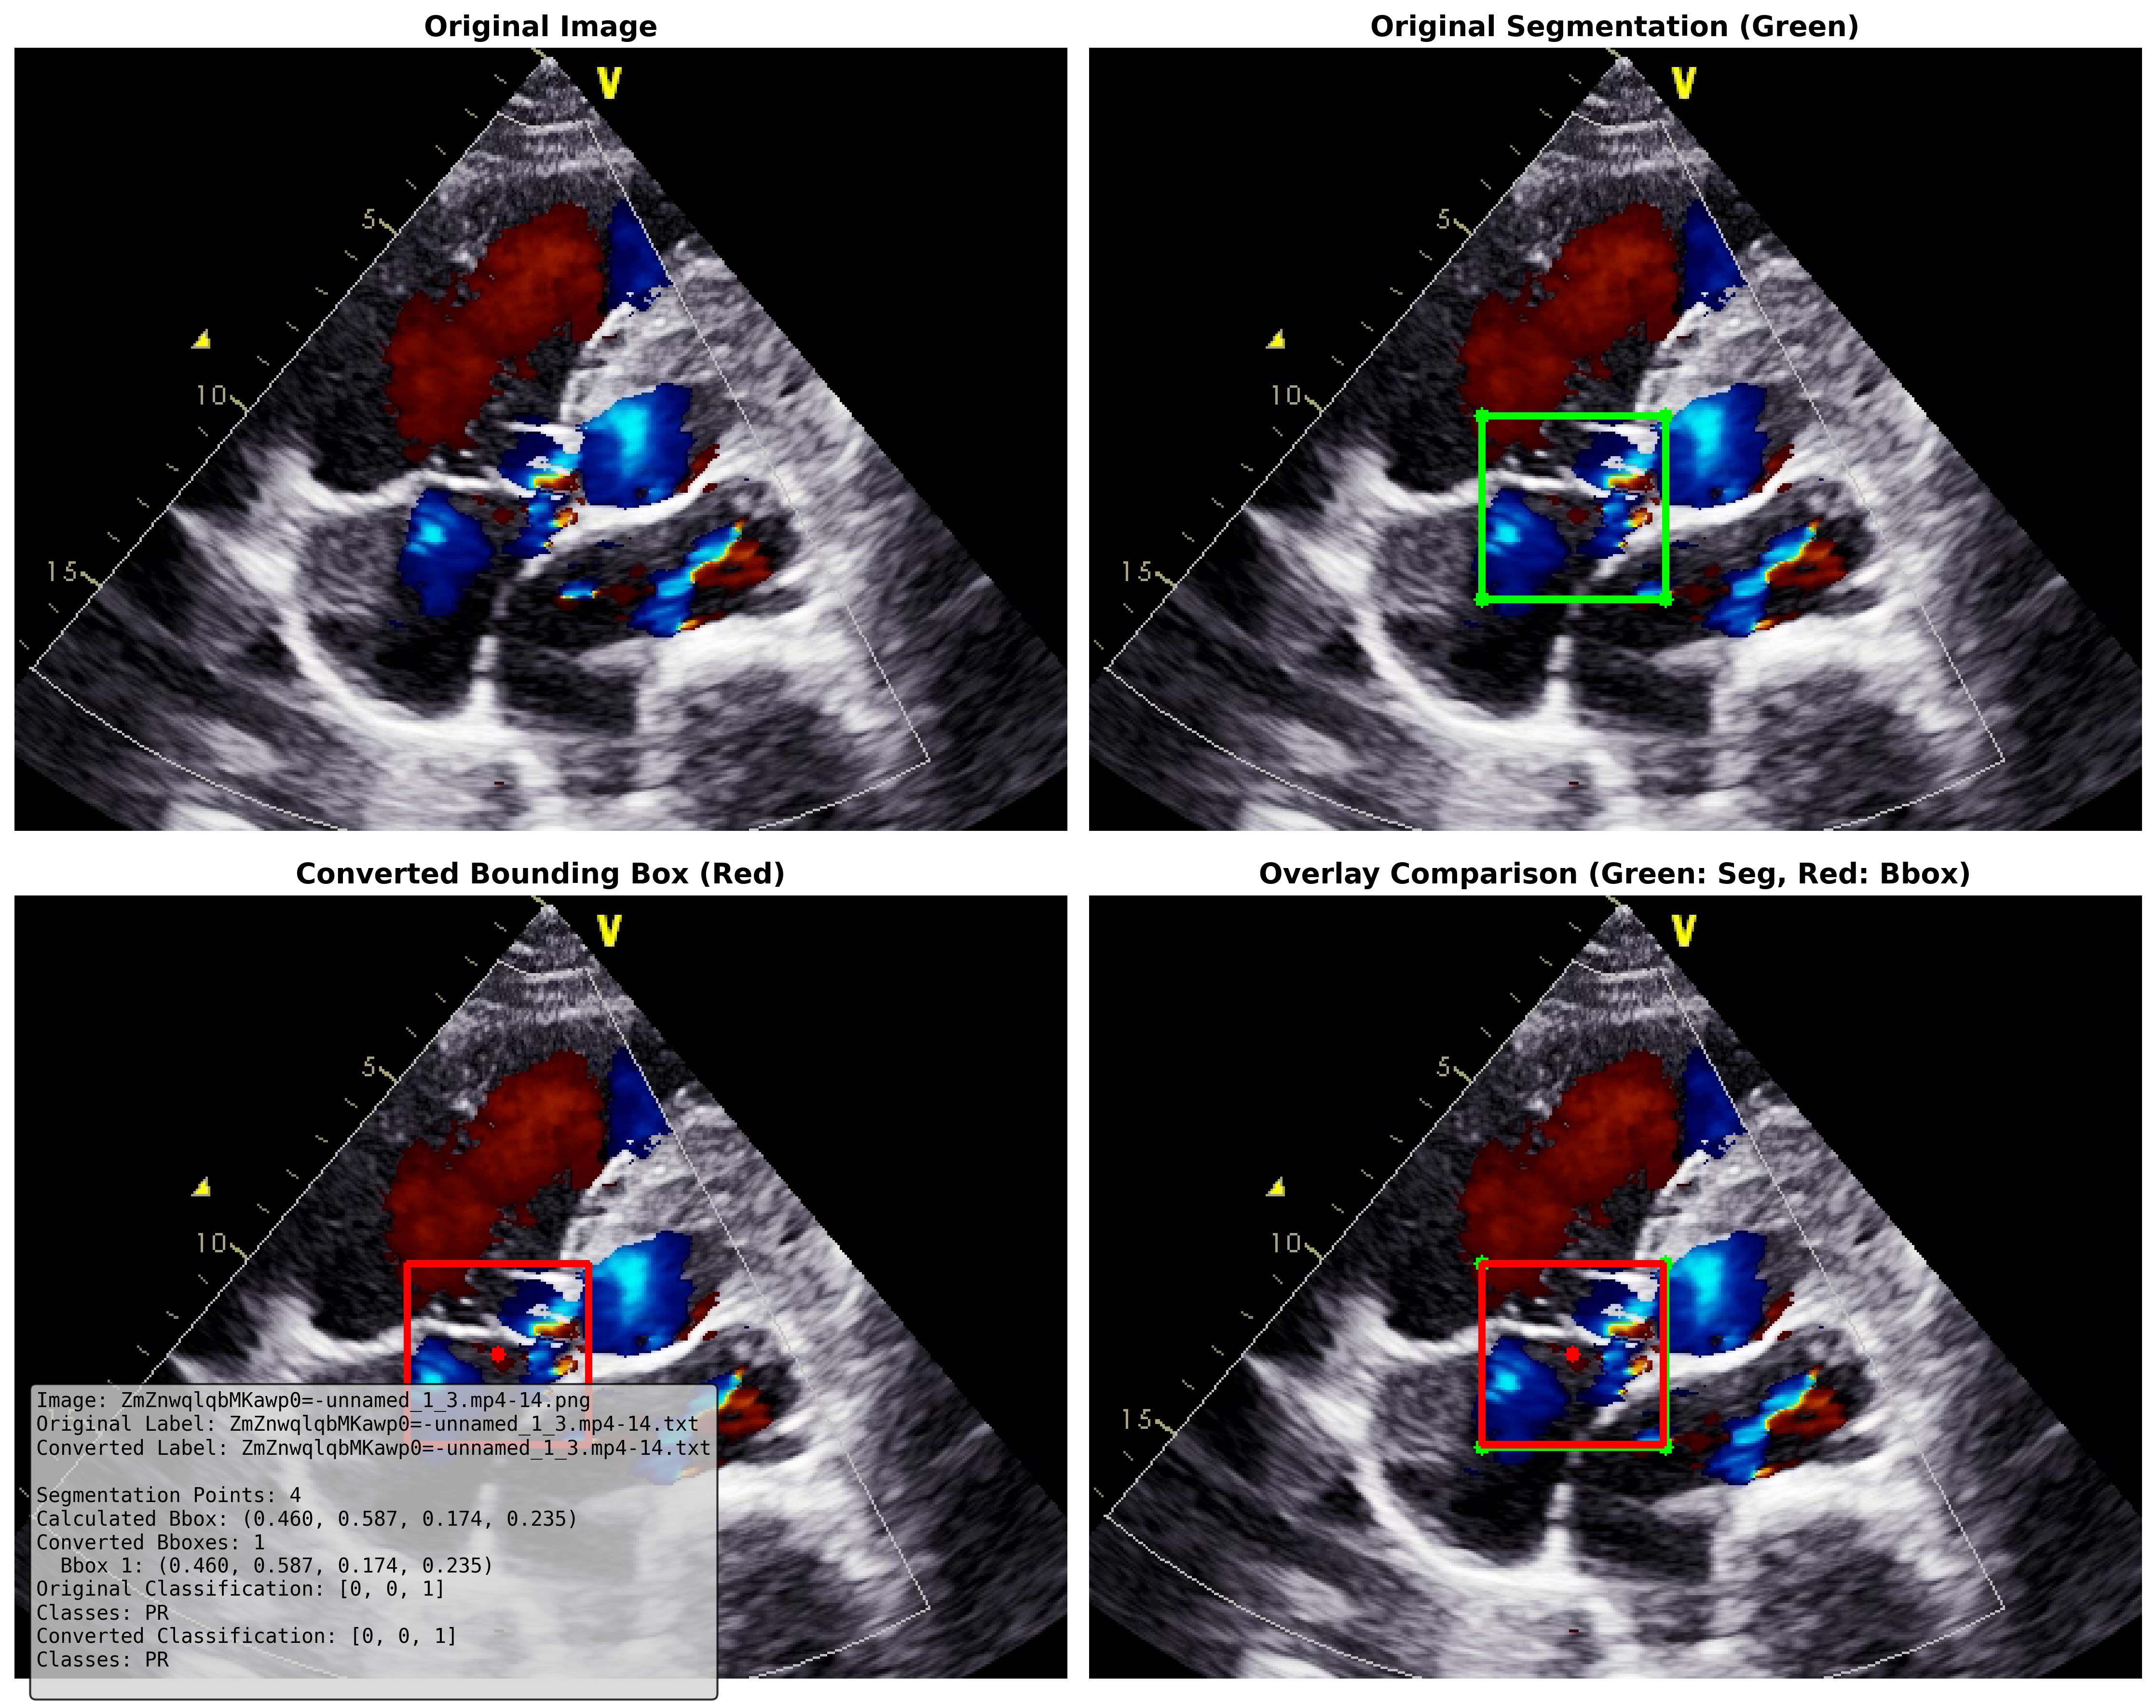 Original Image
Original Segmentation (Green)
V
5
10
15
V
5
10
15
Converted Bounding Box (Red)
Overlay Comparison (Green: Seg, Red: Bbox)
V
5
10
V
5
10
15
Image: ZmZnwqlqbMKawp0=-unnamed_1_3.mp4-14.png
Original Label: ZmZnwqlqbMKawp0=-unnamed_1_3.mp4-14.txt
Converted Label: ZmZnwqlqbMKawp0=-unnamed_1_3.mp4-14.txt
Segmentation Points: 4
Calculated Bbox: (0.460, 0.587, 0.174, 0.235)
Converted Bboxes: 1
Bbox 1: (0.460, 0.587, 0.174, 0.235)
Original Classification: [0, 0, 1]
Classes: PR
Converted Classification: [0, 0, 1]
Classes: PR